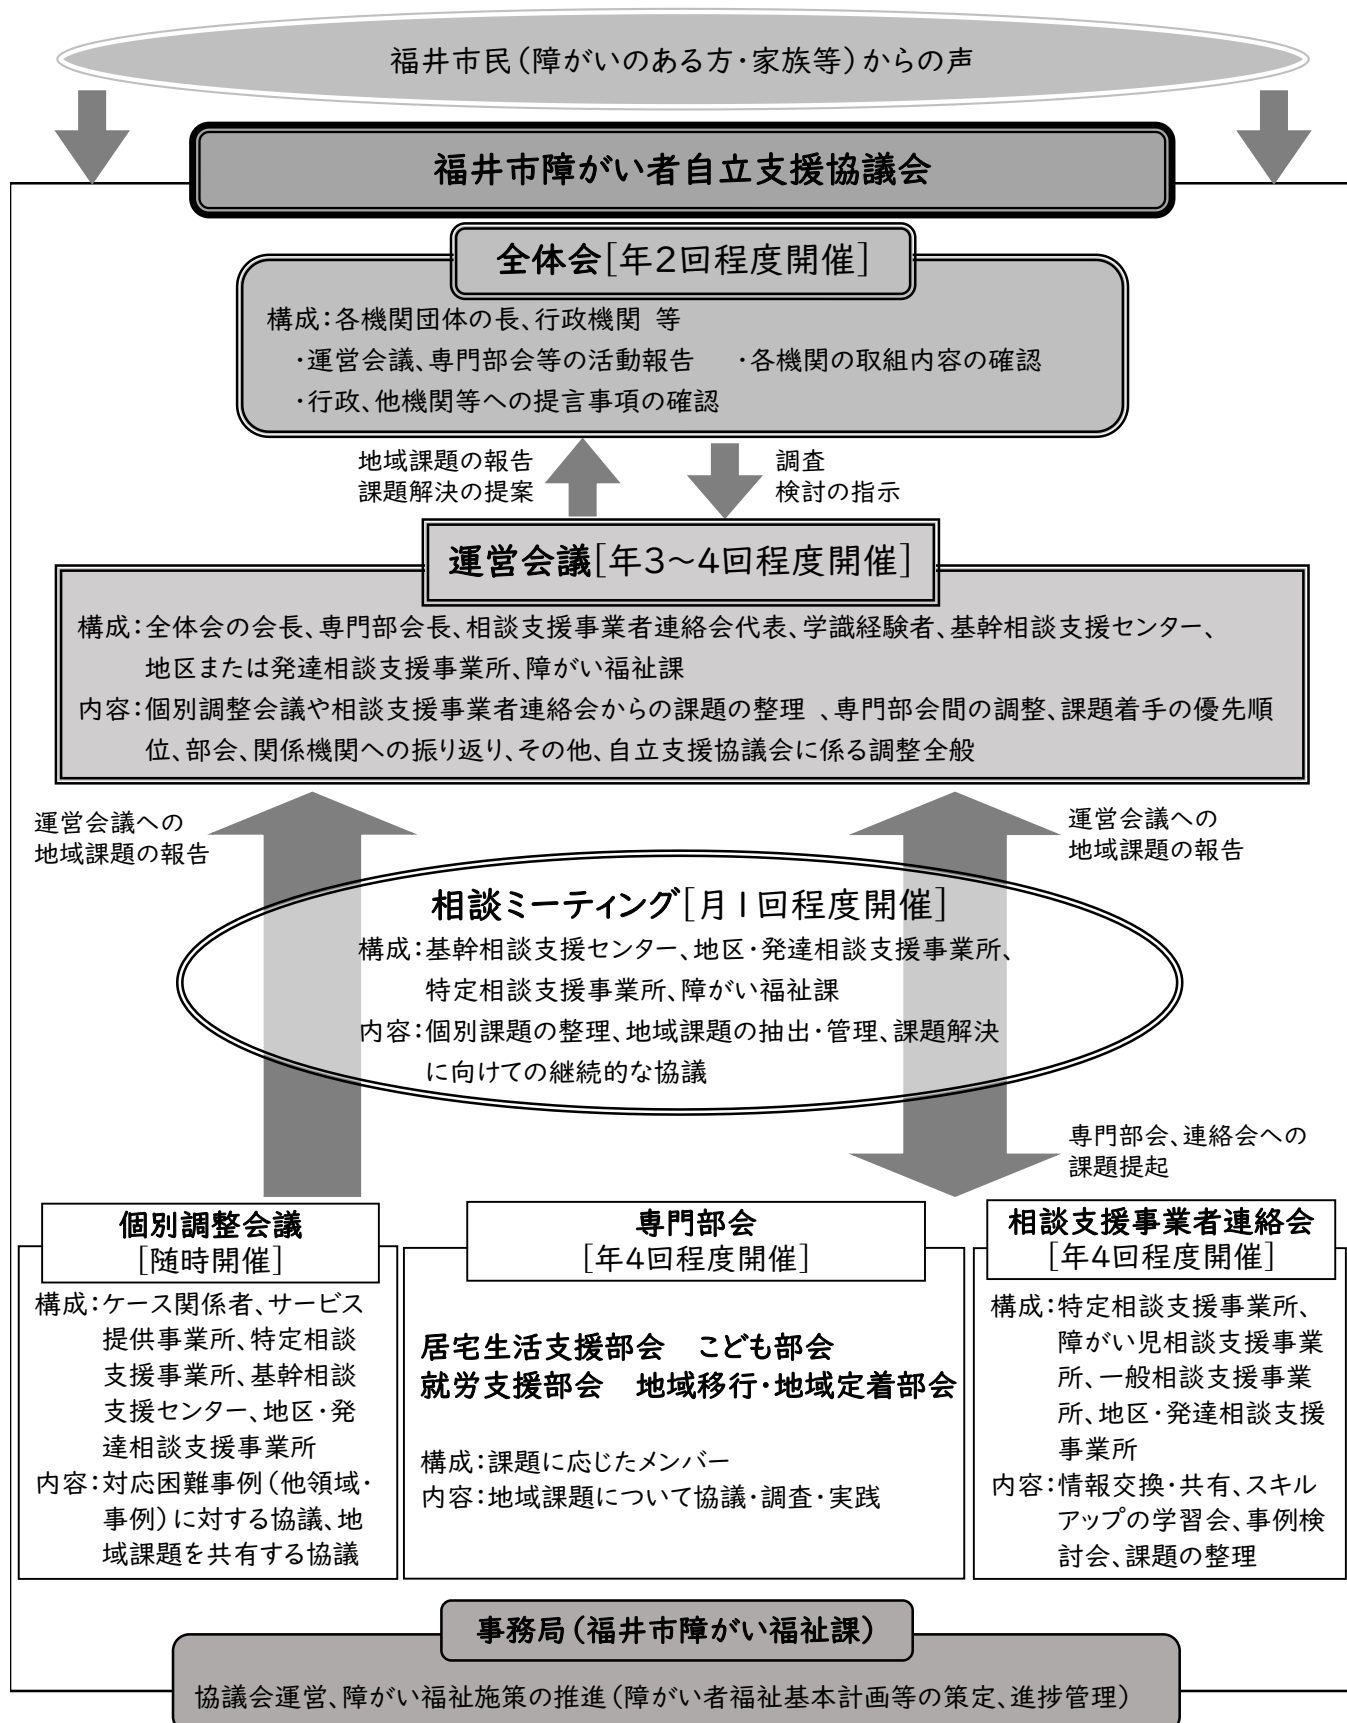 福井市民（障がいのある方・家族等）からの声
福井市障がい者自立支援協議会
全体会[年2回程度開催]
構成：各機関団体の長、行政機関 等
・運営会議、専門部会等の活動報告 ・各機関の取組内容の確認
・行政、他機関等への提言事項の確認
地域課題の報告
課題解決の提案
調査
検討の指示
運営会議[年3～4回程度開催]
構成：全体会の会長、専門部会長、相談支援事業者連絡会代表、学識経験者、基幹相談支援センター、
地区または発達相談支援事業所、障がい福祉課
内容：個別調整会議や相談支援事業者連絡会からの課題の整理 、専門部会間の調整、課題着手の優先順
位、部会、関係機関への振り返り、その他、自立支援協議会に係る調整全般
運営会議への
地域課題の報告
運営会議への
地域課題の報告
相談ミーティング[月1回程度開催]
構成：基幹相談支援センター、地区・発達相談支援事業所、
特定相談支援事業所、障がい福祉課
内容：個別課題の整理、地域課題の抽出・管理、課題解決
に向けての継続的な協議
専門部会、連絡会への
課題提起
個別調整会議
[随時開催]
構成：ケース関係者、サービス
提供事業所、特定相談
支援事業所、基幹相談
支援センター、地区・発
達相談支援事業所
内容：対応困難事例（他領域・
事例）に対する協議、地
域課題を共有する協議
専門部会
[年4回程度開催]
居宅生活支援部会 こども部会
就労支援部会 地域移行・地域定着部会
構成：課題に応じたメンバー
内容：地域課題について協議・調査・実践
相談支援事業者連絡会
[年4回程度開催]
構成：特定相談支援事業所、
障がい児相談支援事業
所、一般相談支援事業
所、地区・発達相談支援
事業所
内容：情報交換・共有、スキル
アップの学習会、事例検
討会、課題の整理
事務局（福井市障がい福祉課）
協議会運営、障がい福祉施策の推進（障がい者福祉基本計画等の策定、進捗管理）